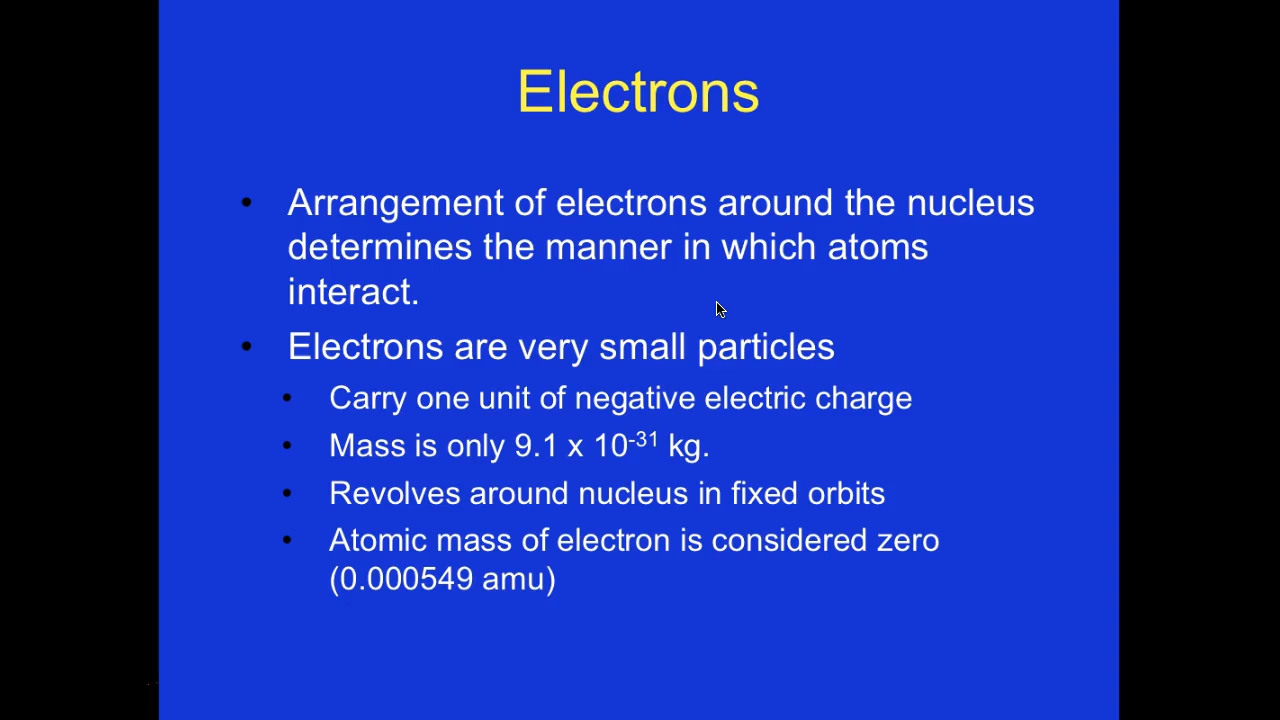 Electrons
• Arrangement of electrons around the nucleus
determines the manner in which atoms
interact.
• Electrons are very small particles
• Carry one unit of negative electric charge
• Mass is only 9.1 x 10⁻³¹ kg.
• Revolves around nucleus in fixed orbits
• Atomic mass of electron is considered zero
(0.000549 amu)